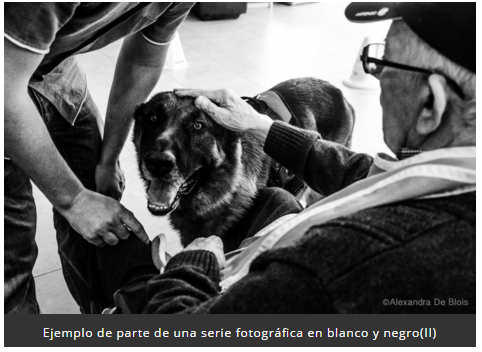 ©Alexandra De Blois
Ejemplo de parte de una serie fotográfica en blanco y negro(II)